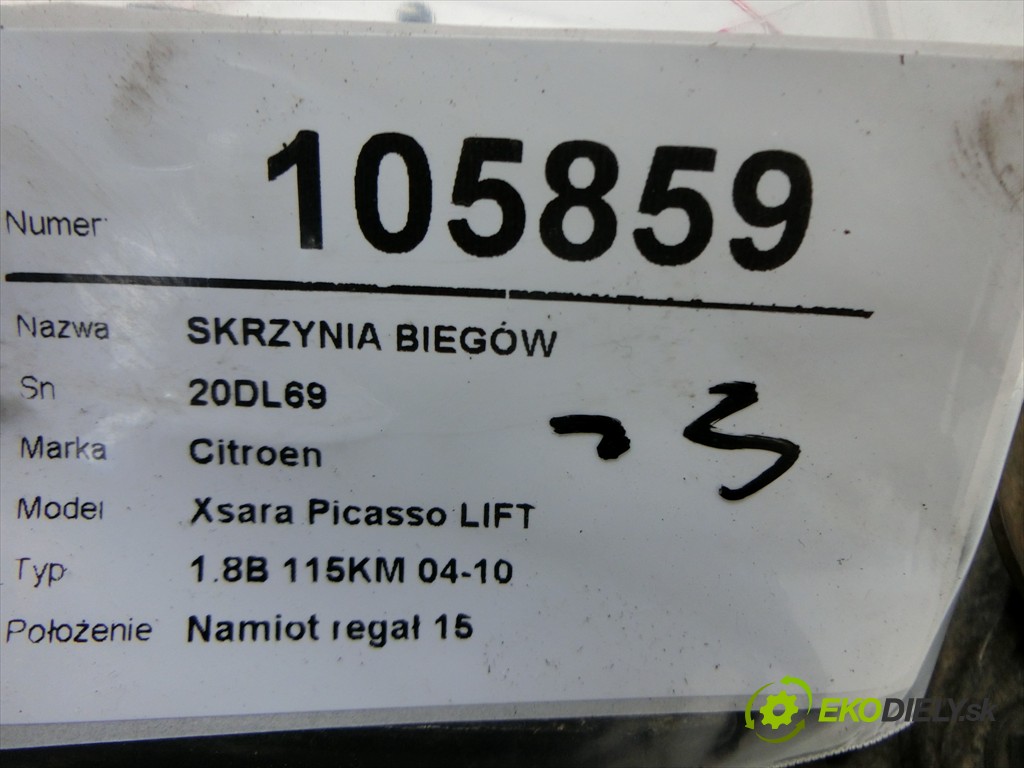 Numer 105859
Nazwa SKRZYNIA BIEGÓW
Sn 20DL69
Marka Citroen
Model Xsara Picasso LIFT
Typ 1.8B 115KM 04-10
Położenie Namiot regał 15
EKODIELY.sk